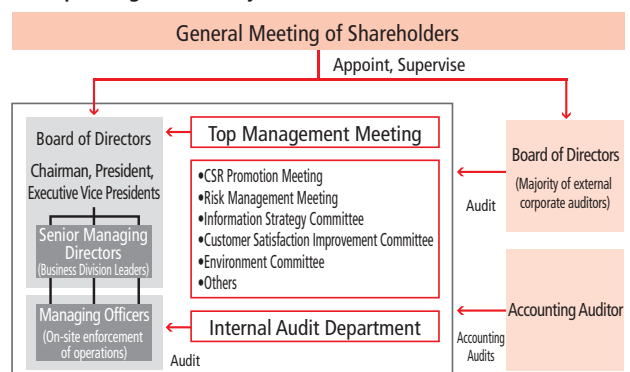 General Meeting of Shareholders
Appoint, Supervise
Board of Directors
Chairman, President,
Executive Vice Presidents
Senior Managing
Directors
(Business Division Leaders)
Managing Officers
(On-site enforcement
of operations)
Top Management Meeting
•CSR Promotion Meeting
•Risk Management Meeting
•Information Strategy Committee
•Customer Satisfaction Improvement Committee
•Environment Committee
•Others
Internal Audit Department
Audit
Audit
Accounting
Audits
Board of Directors
(Majority of external
corporate auditors)
Accounting Auditor